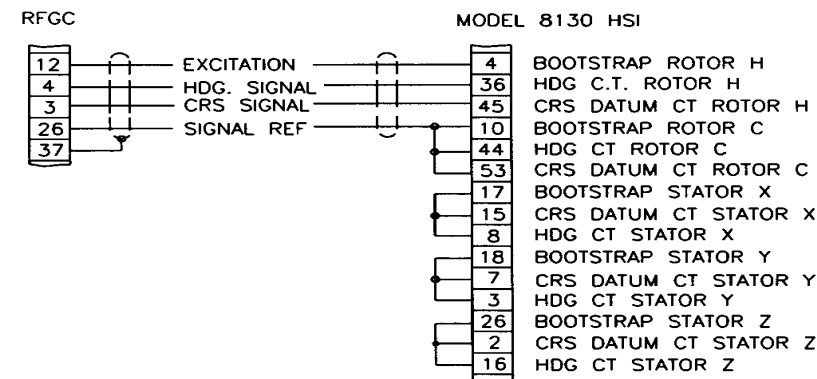 RFGC MODEL 8130 HSI
12 EXCITATION 4 BOOTSTRAP ROTOR H
4 HDG. SIGNAL 36 HDG C.T. ROTOR H
3 CRS SIGNAL 45 CRS DATUM CT ROTOR H
26 SIGNAL REF 10 BOOTSTRAP ROTOR C
37 44 HDG CT ROTOR C
53 CRS DATUM CT ROTOR C
17 BOOTSTRAP STATOR X
15 CRS DATUM CT STATOR X
8 HDG CT STATOR X
18 BOOTSTRAP STATOR Y
7 CRS DATUM CT STATOR Y
3 HDG CT STATOR Y
26 BOOTSTRAP STATOR Z
2 CRS DATUM CT STATOR Z
16 HDG CT STATOR Z